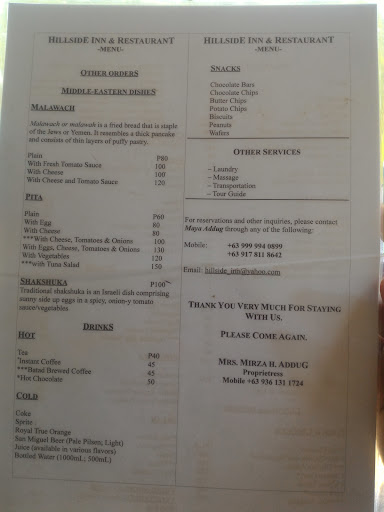 HILLSIDE INN & RESTAURANT
-MENU-
OTHER ORDERS
MIDDLE-EASTERN DISHES
MALAWACH
Malawach or malawah is a fried bread that is staple
of the Jews or Yemen. It resembles a thick pancake
and consists of thin layers of puffy pastry.
Plain P80
With Fresh Tomato Sauce 100
With Cheese 100
With Cheese and Tomato Sauce 120
PITA
Plain P60
With Egg 80
With Cheese 80
***With Cheese, Tomatoes & Onions 100
With Eggs, Cheese, Tomatoes & Onions 130
With Vegetables 120
***with Tuna Salad 150
SHAKSHUKA P100
Traditional shakshuka is an Israeli dish comprising
sunny side up eggs in a spicy, onion-y tomato
sauce/vegetables.
DRINKS
HOT
Tea P40
*Instant Coffee 45
***Batad Brewed Coffee 45
*Hot Chocolate 50
COLD
Coke
Sprite
Royal True Orange
San Miguel Beer (Pale Pilsen, Light)
Juice (available in various flavors)
Bottled Water (1000mL; 500mL)
HILLSIDE INN & RESTAURANT
-MENU-
SNACKS
Chocolate Bars
Chocolate Chips
Butter Chips
Potato Chips
Biscuits
Peanuts
Wafers
OTHER SERVICES
– Laundry
– Message
– Transportation
– Tour Guide
For reservations and other inquiries, please contact
Maya Addug through any of the following:
Mobile: +63 999 994 0899
+63 917 811 8642
Email: hillside_inn@yahoo.com
THANK YOU VERY MUCH FOR STAYING
WITH US.
PLEASE COME AGAIN.
MRS. MIRZA H. ADDUG
Proprietress
Mobile +63 936 131 1724